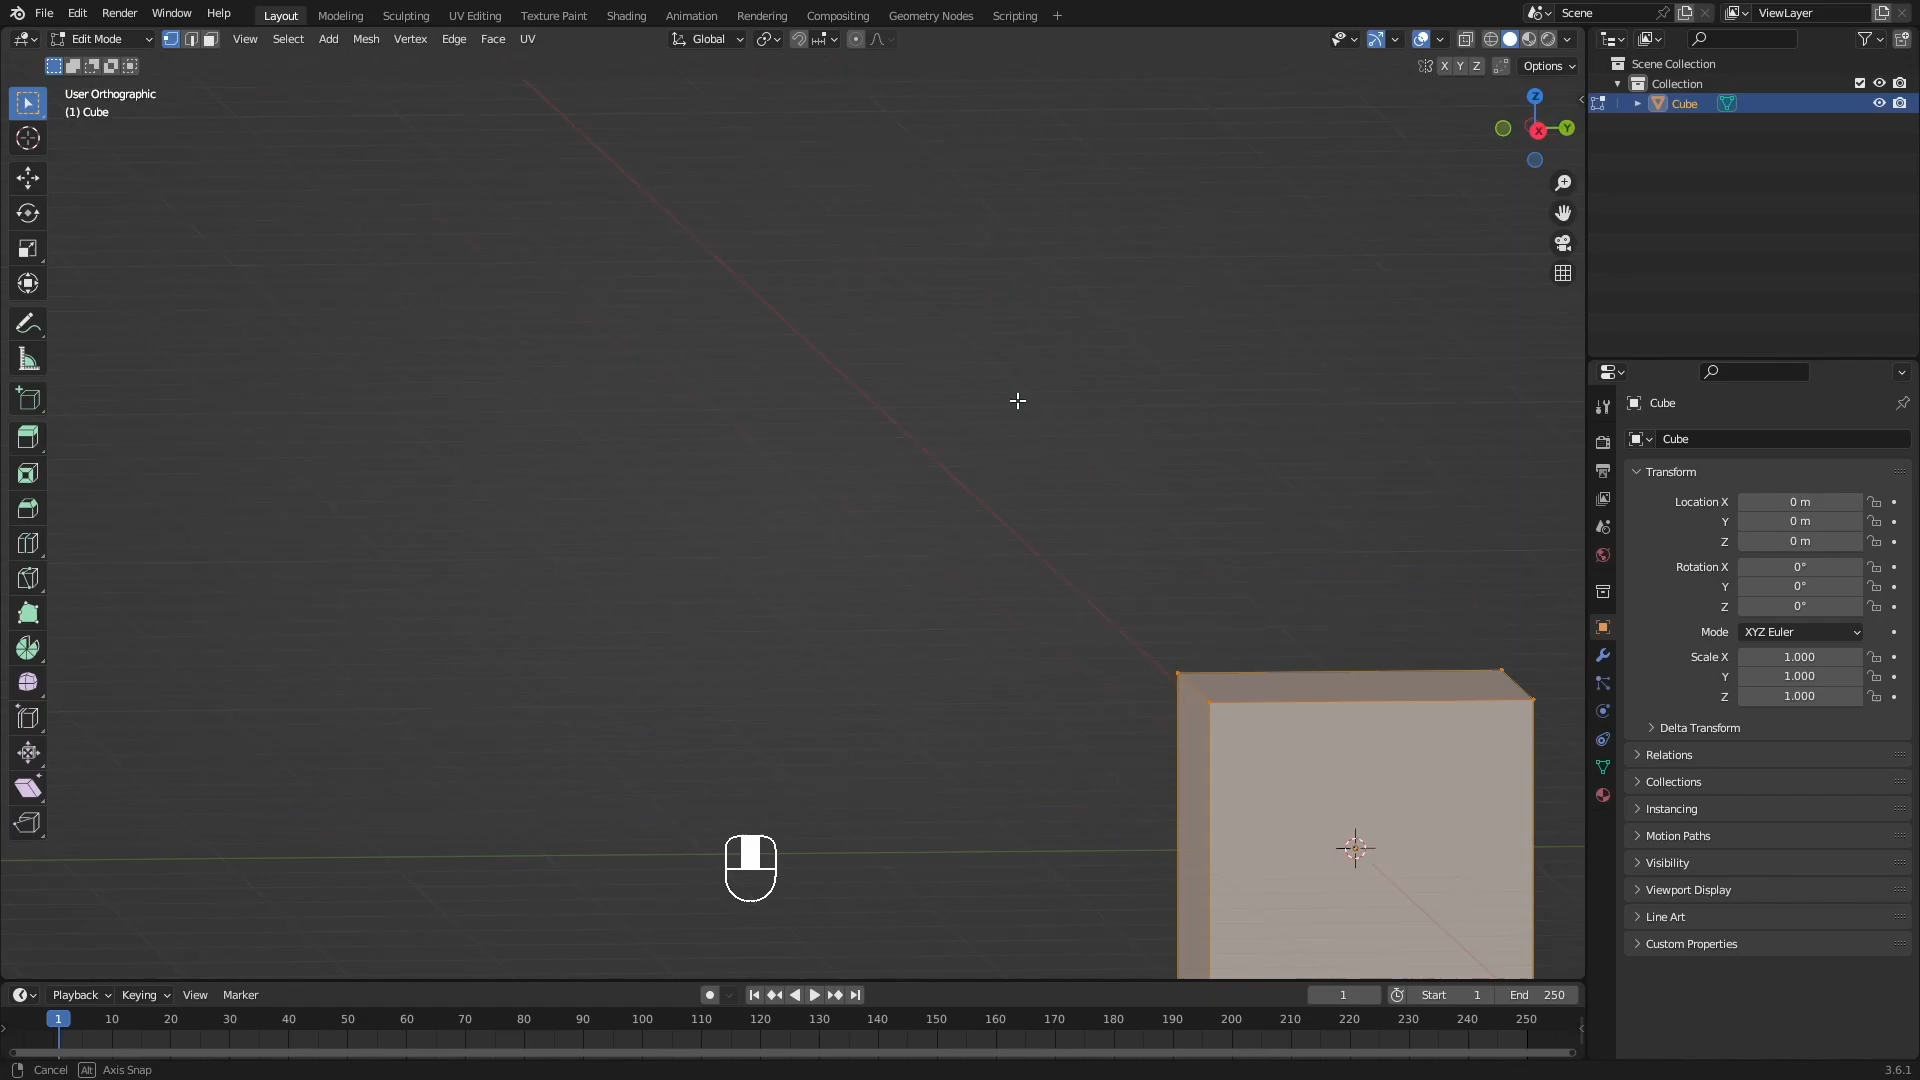 File Edit Render Window Help Layout Modeling Sculpting UV Editing Texture Paint Shading Animation Rendering Compositing Geometry Nodes Scripting + Scene ViewLayer
Edit Mode View Select Add Mesh Vertex Edge Face UV Global
X Y Z Options
User Orthographic
(1) Cube
Z
Y
X
Scene Collection
Collection
Cube
Cube
Cube
Transform
Location X 0 m
Y 0 m
Z 0 m
Rotation X 0°
Y 0°
Z 0°
Mode XYZ Euler
Scale X 1.000
Y 1.000
Z 1.000
Delta Transform
Relations
Collections
Instancing
Motion Paths
Visibility
Viewport Display
Line Art
Custom Properties
Playback Keying View Marker 1 Start 1 End 250
1 10 20 30 40 50 60 70 80 90 100 110 120 130 140 150 160 170 180 190 200 210 220 230 240 250
Cancel Alt Axis Snap 3.6.1